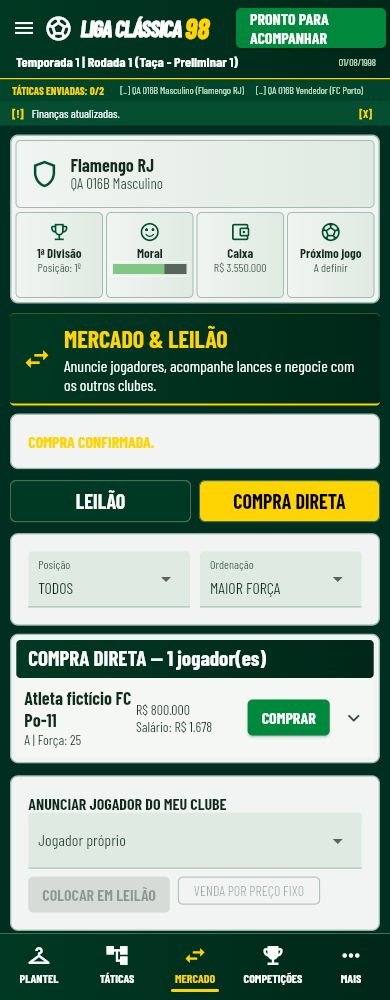 LIGA CLÁSSICA 98
PRONTO PARA
ACOMPANHAR
Temporada 1 | Rodada 1 (Taça - Preliminar 1)
01/08/1998
TÁTICAS ENVIADAS: 0/2
[..] QA 016B Masculino (Flamengo RJ)
[..] QA 016B Vendedor (FC Porto)
[!] Finanças atualizadas.
[X]
Flamengo RJ
QA 016B Masculino
1ª Divisão
Posição: 1º
Moral
Caixa
R$ 3.550.000
Próximo jogo
A definir
MERCADO & LEILÃO
Anuncie jogadores, acompanhe lances e negocie com
os outros clubes.
COMPRA CONFIRMADA.
LEILÃO
COMPRA DIRETA
Posição
TODOS
Ordenação
MAIOR FORÇA
COMPRA DIRETA — 1 jogador(es)
Atleta fictício FC
Po-11
A | Força: 25
R$ 800.000
Salário: R$ 1.678
COMPRAR
ANUNCIAR JOGADOR DO MEU CLUBE
Jogador próprio
COLOCAR EM LEILÃO
VENDA POR PREÇO FIXO
PLANTEL
TÁTICAS
MERCADO
COMPETIÇÕES
MAIS